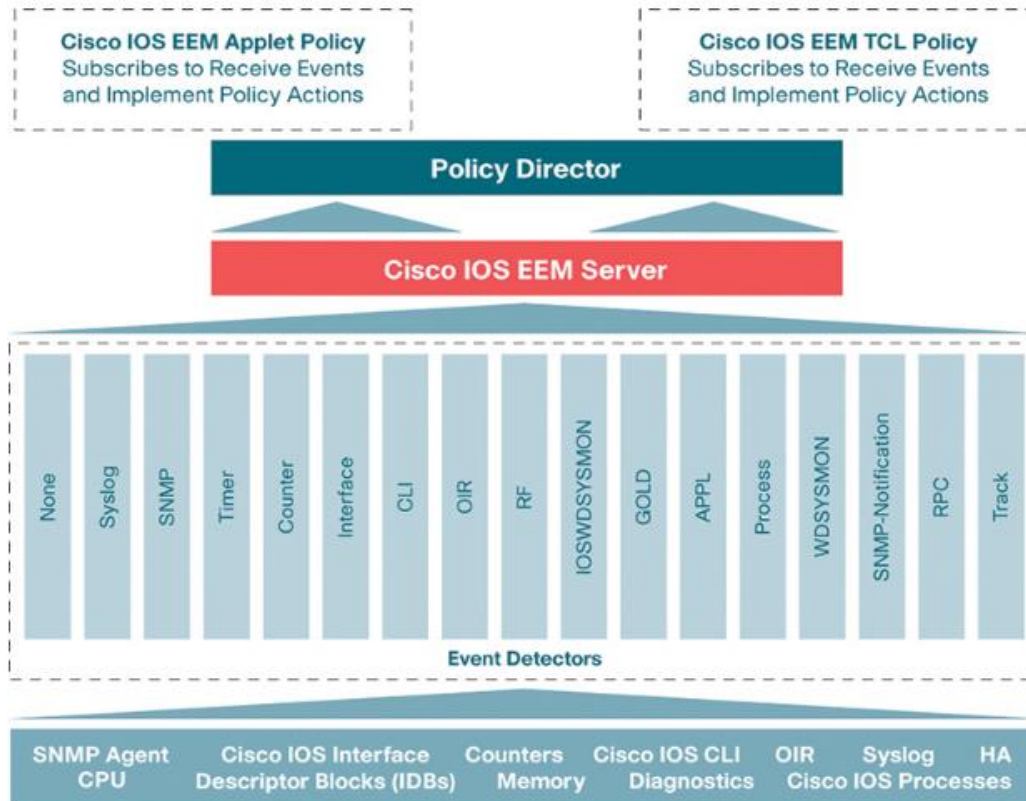 Cisco IOS EEM Applet Policy
Subscribes to Receive Events
and Implement Policy Actions
Cisco IOS EEM TCL Policy
Subscribes to Receive Events
and Implement Policy Actions
Policy Director
Cisco IOS EEM Server
None
Syslog
SNMP
Timer
Counter
Interface
CLI
OIR
RF
IOSWDSYSMON
GOLD
APPL
Process
WDSYSMON
SNMP-Notification
RPC
Track
Event Detectors
SNMP Agent Cisco IOS Interface Counters Cisco IOS CLI OIR Syslog HA
CPU Descriptor Blocks (IDBs) Memory Diagnostics Cisco IOS Processes